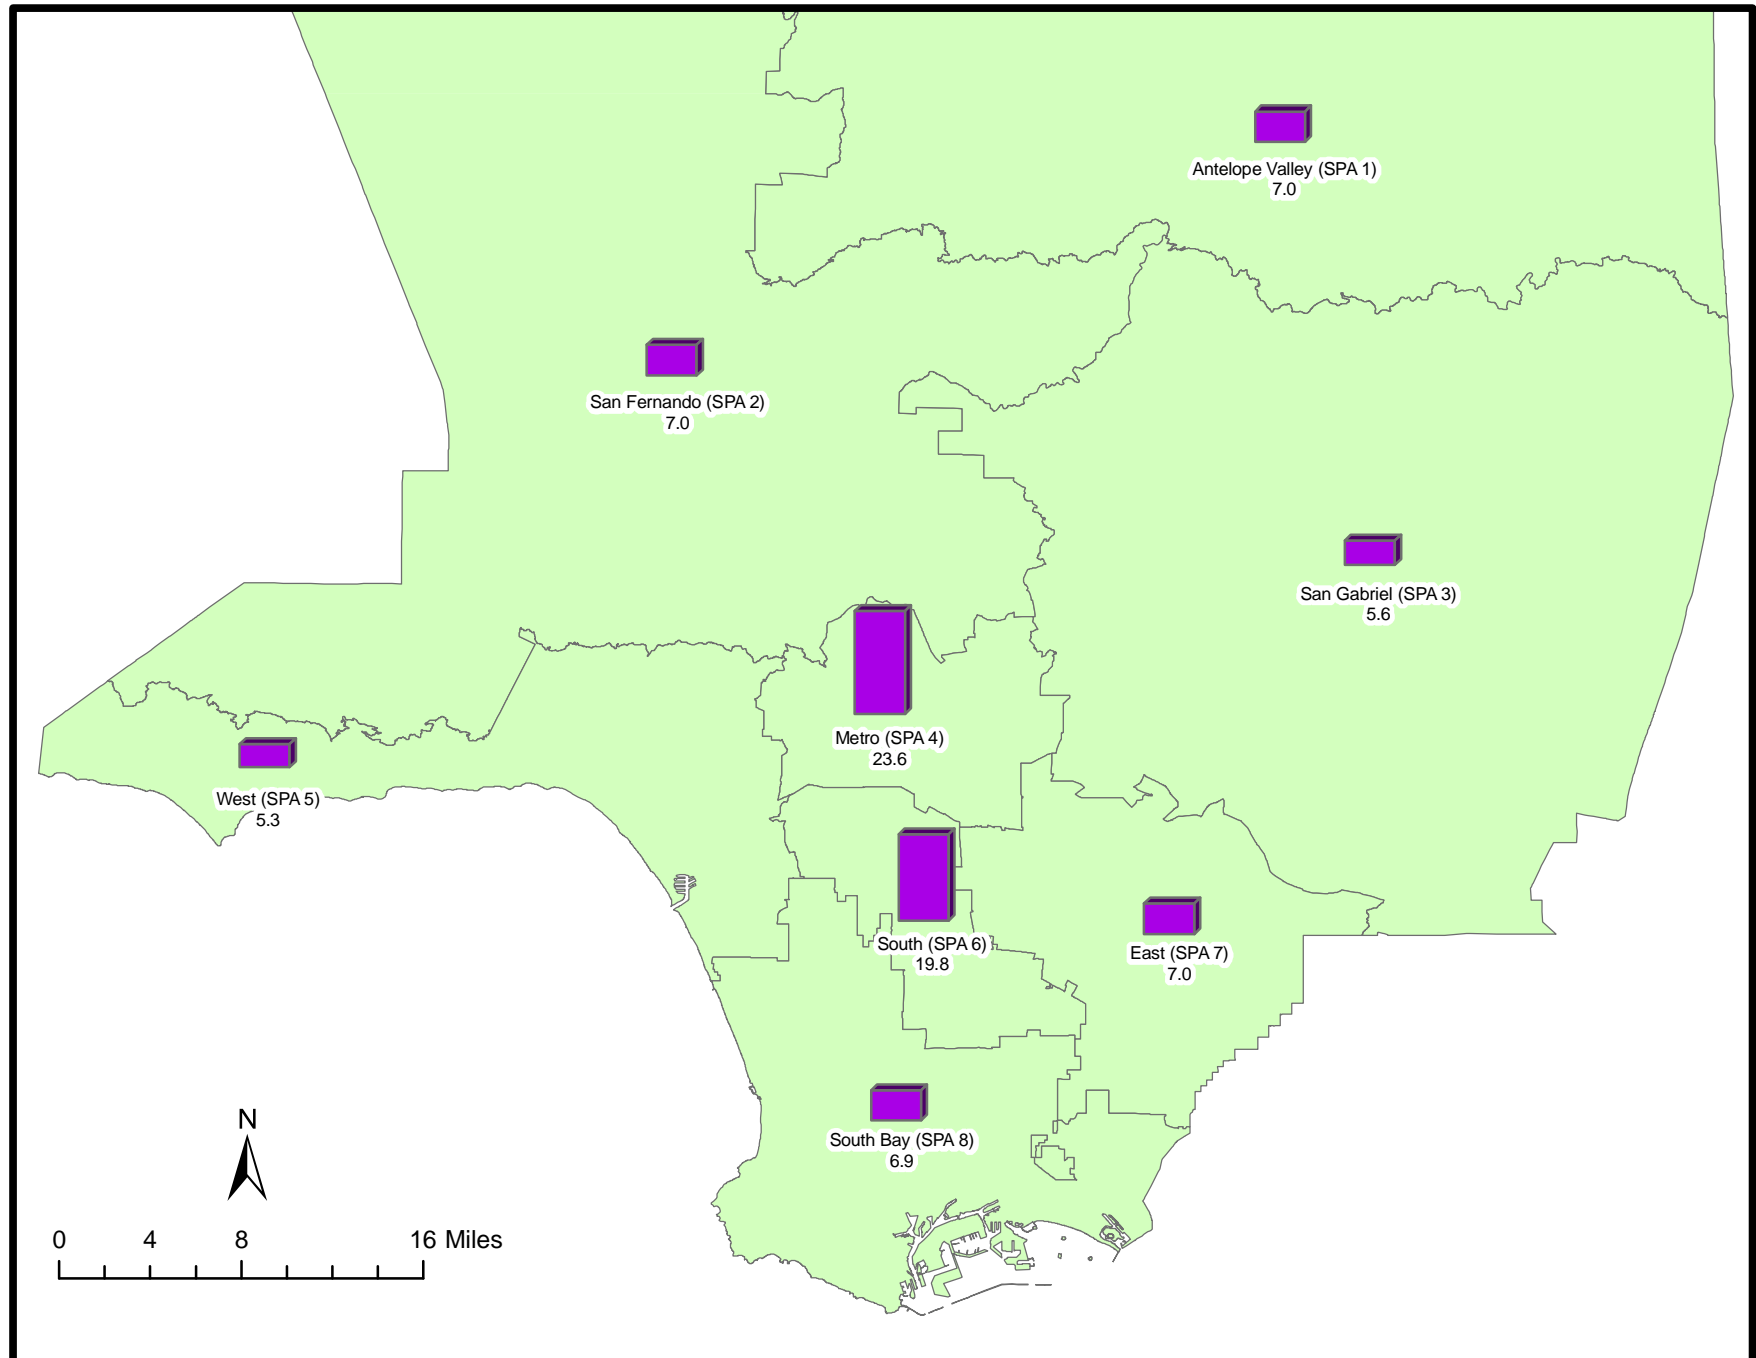 Antelope Valley (SPA 1)
7.0
San Fernando (SPA 2)
7.0
San Gabriel (SPA 3)
5.6
Metro (SPA 4)
23.6
West (SPA 5)
5.3
South (SPA 6)
19.8
East (SPA 7)
7.0
South Bay (SPA 8)
6.9
N
0 4 8 16 Miles